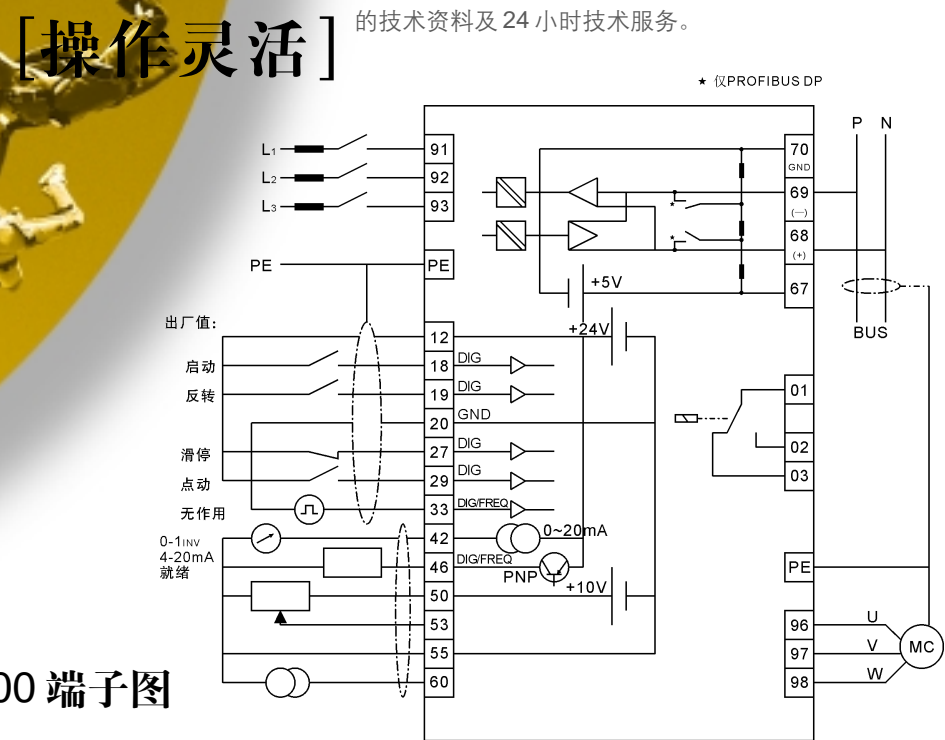 [操作灵活]
的技术资料及 24 小时技术服务。
★ 仅PROFIBUS DP
P N
L1 91 70
GND
L2 92
L3 93 69
(—)
68
(+)
PE PE
+5V 67
BUS
出厂值:
+24V
12
启动 18 DIG
反转 19 DIG
01
20 GND
滑停 27 DIG
02
点动 29 DIG
03
无作用 33 DIG/FREQ
0-1INV
4-20mA
就绪
42 0~20mA
46 DIG/FREQ
PNP
PE
50 +10V
53
96 U
55
97 V
MC
60
98 W
00 端子图